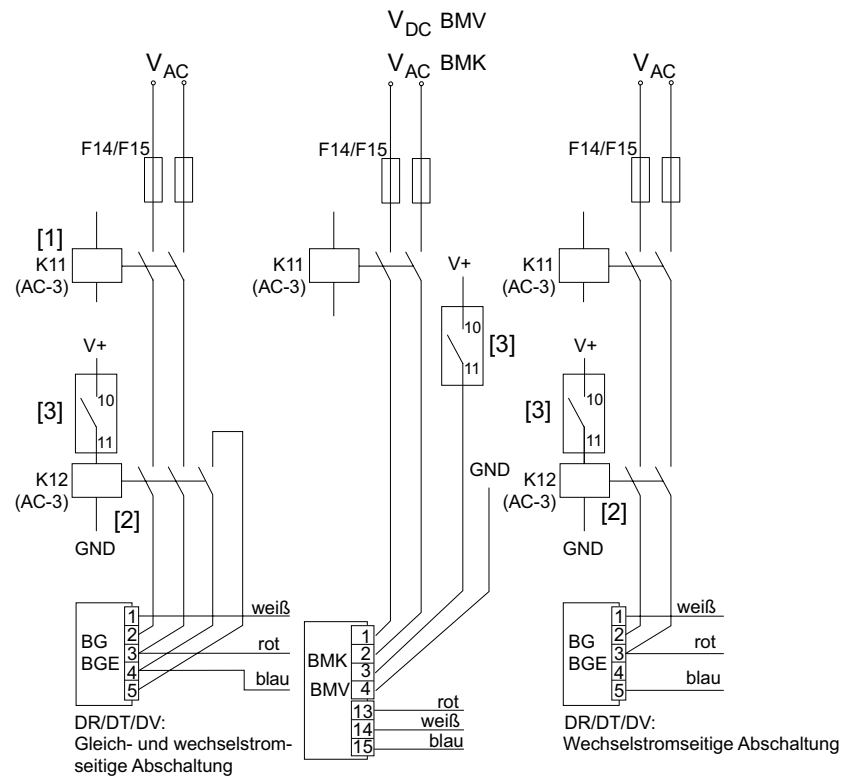 V DC BMV
V AC
V AC BMK
V AC
F14/F15
F14/F15
F14/F15
[1]
K11
(AC-3)
K11
(AC-3)
V+
10
11
[3]
K11
(AC-3)
V+
[3]
10
11
K12
(AC-3)
[2]
GND
GND
V+
[3]
10
11
K12
(AC-3)
[2]
GND
BG
BGE
1
2
3
4
5
weiß
rot
blau
DR/DT/DV:
Gleich- und wechselstrom-
seitige Abschaltung
BMK
BMV
1
2
3
4
13
14
15
rot
weiß
blau
BG
BGE
1
2
3
4
5
weiß
rot
blau
DR/DT/DV:
Wechselstromseitige Abschaltung